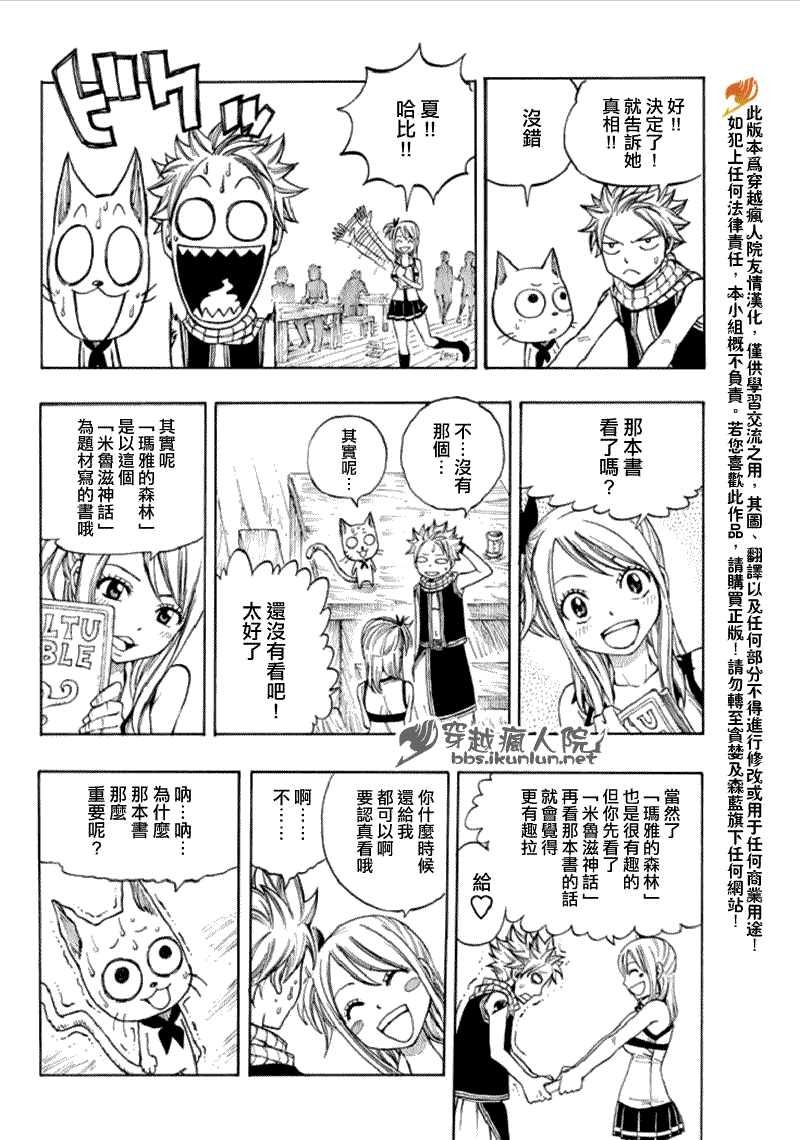 好!!
決定了!
就告訴她
真相!!
沒錯
夏!!
哈比!!
ビクッ
那本書
看了嗎?
不…沒有
那個…
其實呢…
還沒有看吧!
太好了
其實呢
「瑪雅的森林」
是以這個
「米魯滋神話」
為題材寫的書哦
LTU
BLE
LTU
當然了
「瑪雅的森林」
也是很有趣的
但你先看了
「米魯滋神話」
再看那本書的話
就會覺得
更有趣拉
給♡
你什麼時候
還給我
都可以啊
要認真看哦
啊……
不……
吶…吶…
為什麼
那本書
那麼
重要呢?
穿越瘋人院
bbs.ikunlun.net
此版本爲穿越瘋人院友情漢化,僅供學習交流之用,其圖、翻譯以及任何部分不得進行修改或用于任何商業用途!
如犯上任何法律責任,本小組概不負責。若您喜歡此作品,請購買正版!請勿轉至貪婪及森藍旗下任何網站!